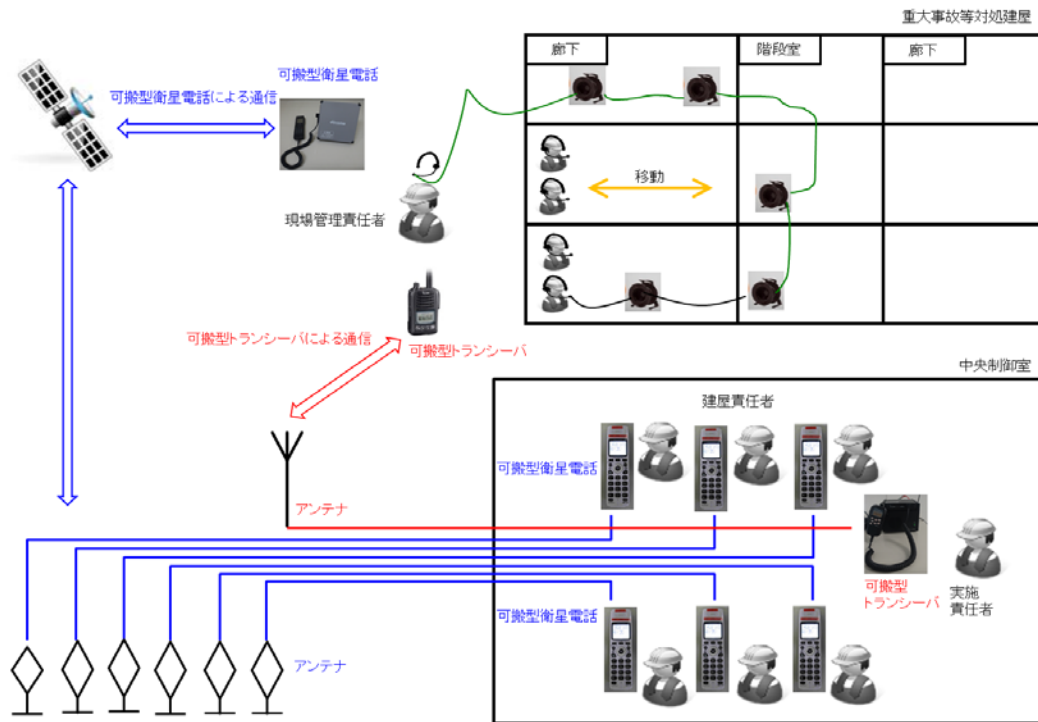 重大事故等対処建屋
廊下
階段室
廊下
可搬型衛星電話
可搬型衛星電話による通信
移動
現場管理責任者
可搬型トランシーバによる通信
可搬型トランシーバ
中央制御室
建屋責任者
可搬型衛星電話
アンテナ
可搬型
トランシーバ
実施
責任者
可搬型衛星電話
アンテナ